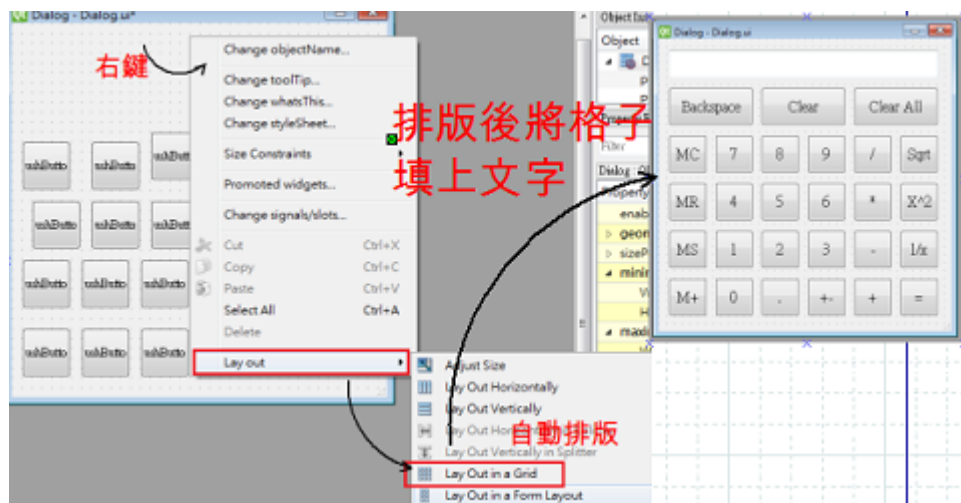 Dialog - Dialog.ui*
右鍵
Change objectName...
Change toolTip...
Change whatsThis...
Change styleSheet...
Size Constraints
Promoted widgets...
Change signals/slots...
Cut Ctrl+X
Copy Ctrl+C
Paste Ctrl+V
Select All Ctrl+A
Delete
Lay out
Adjust Size
Lay Out Horizontally
Lay Out Vertically
Lay Out Vertically in Splitter
Lay Out in a Grid
Lay Out in a Form Layout
自動排版
排版後將格子
填上文字
Object
Filter
Dialog - Dialog.ui
Backspace Clear Clear All
MC 7 8 9 / Sqrt
MR 4 5 6 * X^2
MS 1 2 3 - 1/x
M+ 0 . +- + =